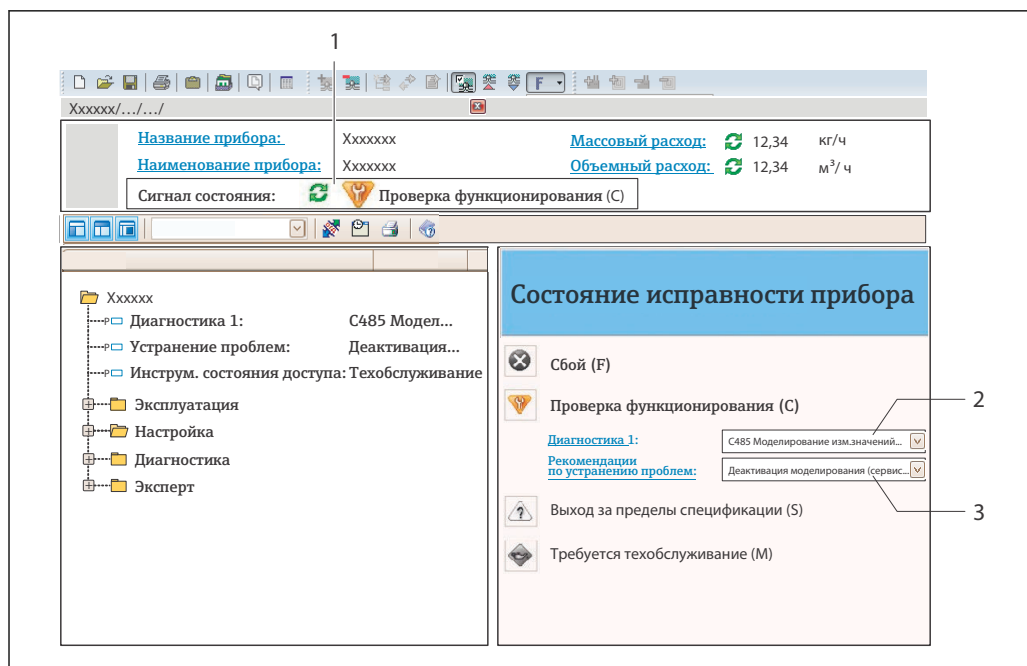 1
F
Xxxxxx/.../.../
Название прибора: Xxxxxxx Массовый расход: 12,34 кг/ч
Наименование прибора: Xxxxxxx Объемный расход: 12,34 м³/ ч
Сигнал состояния: Проверка функционирования (C)
Xxxxxx
P Диагностика 1: C485 Модел...
P Устранение проблем: Деактивация...
P Инструм. состояния доступа: Техобслуживание
Эксплуатация
Настройка
Диагностика
Эксперт
Состояние исправности прибора
Сбой (F)
Проверка функционирования (C)
2
Диагностика 1: C485 Моделирование изм.значений...
Рекомендации
по устранению проблем: Деактивация моделирования (сервис...
3
Выход за пределы спецификации (S)
Требуется техобслуживание (M)